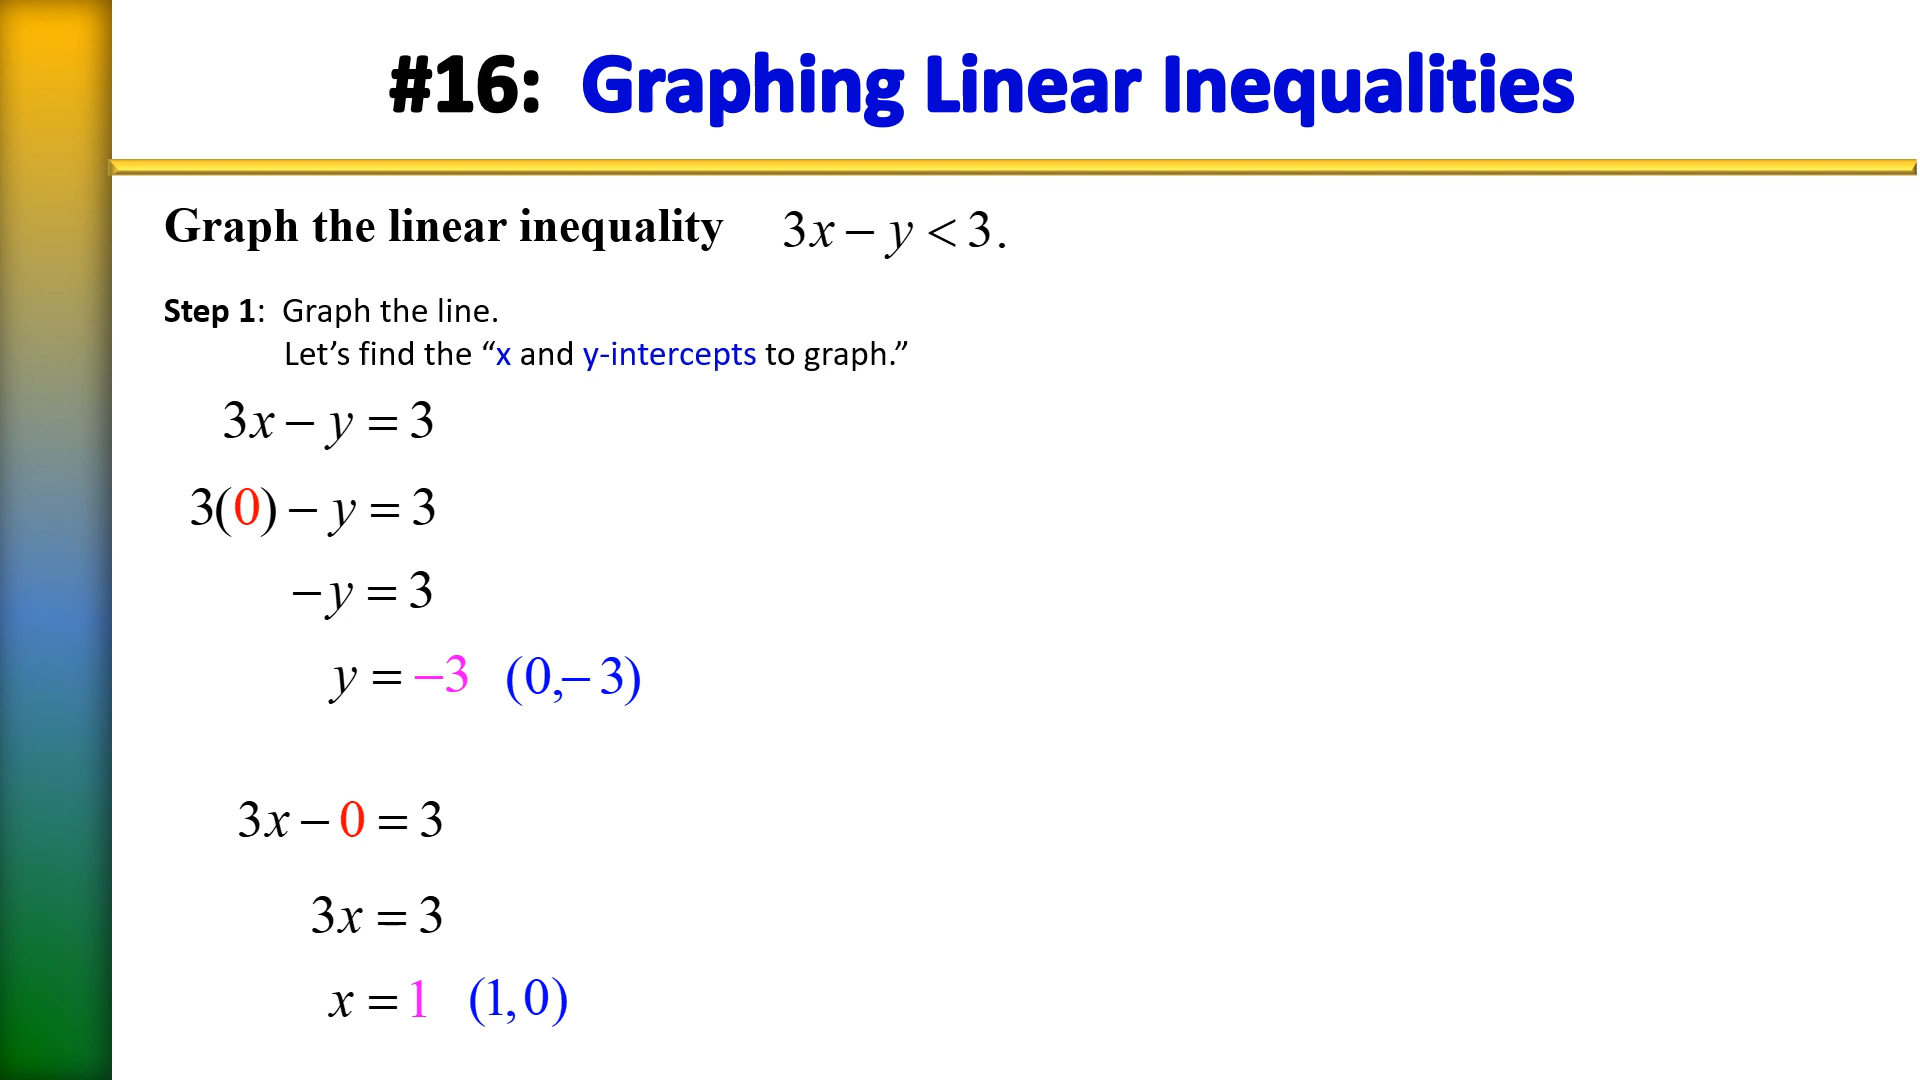 #16: Graphing Linear Inequalities
Graph the linear inequality 3x − y < 3.
Step 1: Graph the line.
Let’s find the “x and y-intercepts to graph.”
3x − y = 3
3(0) − y = 3
−y = 3
y = −3 (0,− 3)
3x − 0 = 3
3x = 3
x = 1 (1, 0)